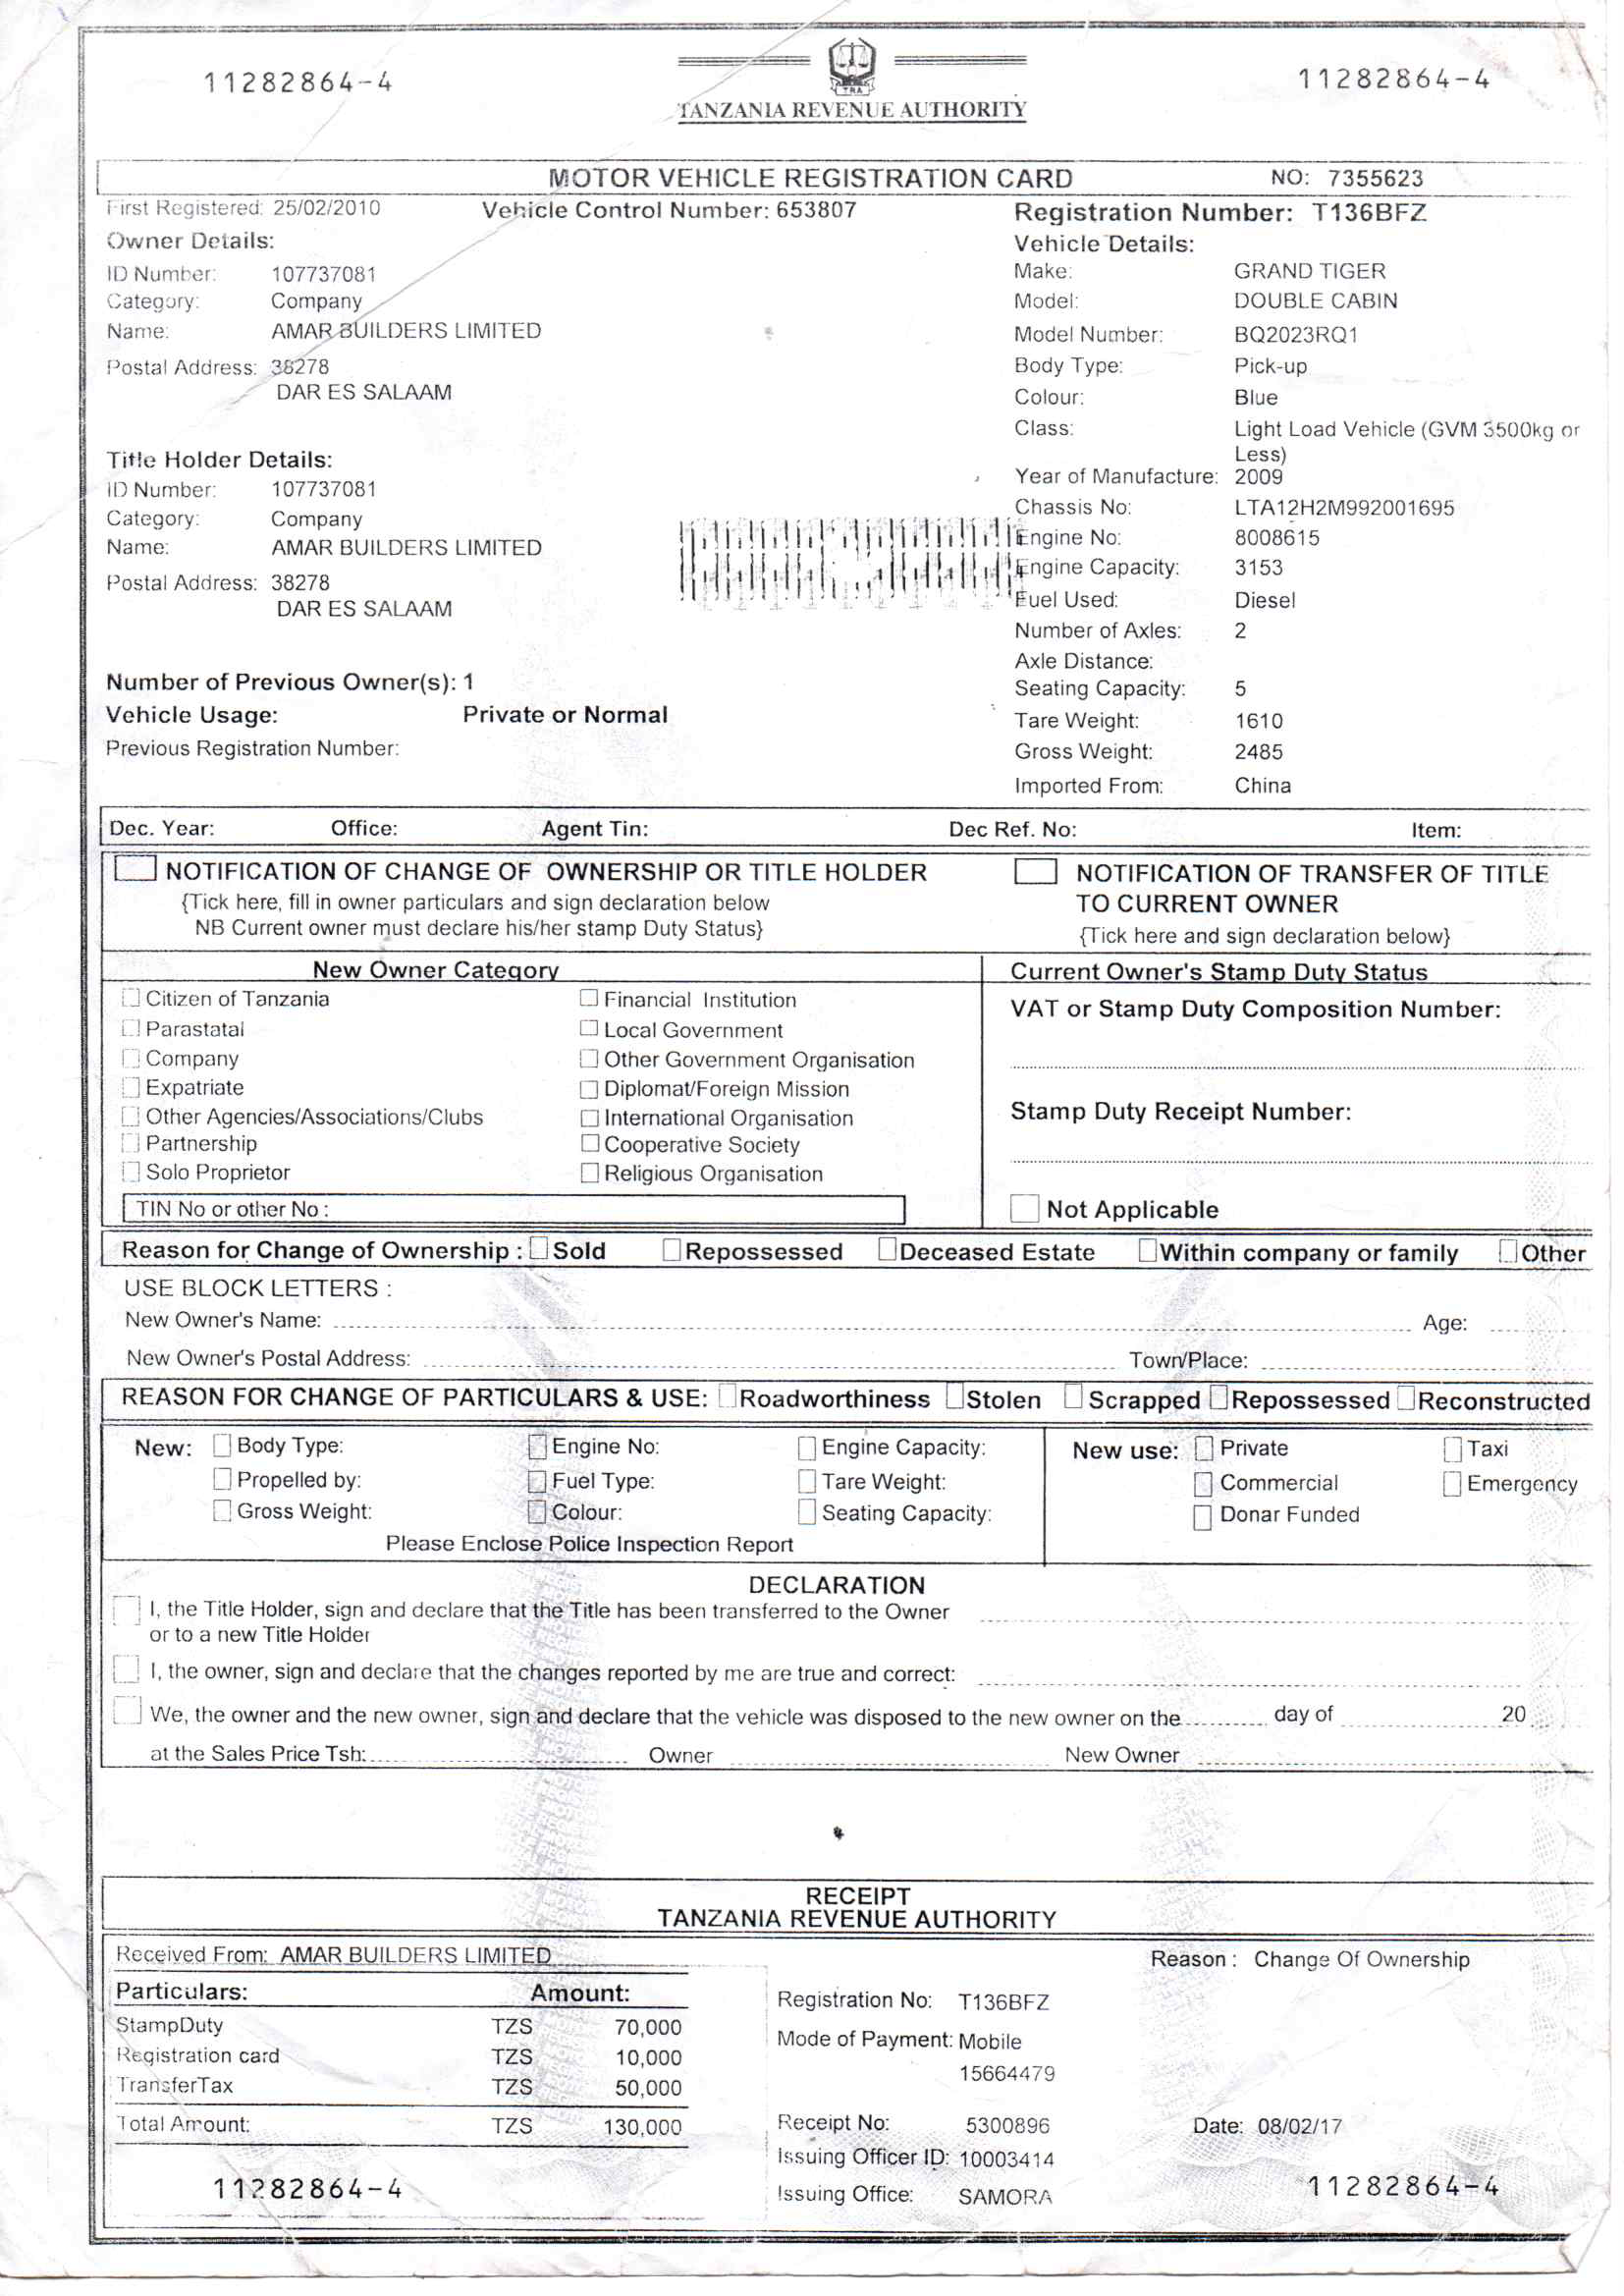 11282864-4
11282864-4
TRA
TANZANIA REVENUE AUTHORITY
MOTOR VEHICLE REGISTRATION CARD NO: 7355623
First Registered: 25/02/2010 Vehicle Control Number: 653807 Registration Number: T136BFZ
Owner Details:
ID Number: 107737081
Category: Company
Name: AMAR BUILDERS LIMITED
Postal Address: 38278
DAR ES SALAAM
Title Holder Details:
ID Number: 107737081
Category: Company
Name: AMAR BUILDERS LIMITED
Postal Address: 38278
DAR ES SALAAM
Number of Previous Owner(s): 1
Vehicle Usage: Private or Normal
Previous Registration Number:
Vehicle Details:
Make: GRAND TIGER
Model: DOUBLE CABIN
Model Number: BQ2023RQ1
Body Type: Pick-up
Colour: Blue
Class: Light Load Vehicle (GVM 3500kg or
Less)
Year of Manufacture: 2009
Chassis No: LTA12H2M992001695
Engine No: 8008615
Engine Capacity: 3153
Fuel Used: Diesel
Number of Axles: 2
Axle Distance:
Seating Capacity: 5
Tare Weight: 1610
Gross Weight: 2485
Imported From: China
Dec. Year: Office: Agent Tin: Dec Ref. No: Item:
NOTIFICATION OF CHANGE OF OWNERSHIP OR TITLE HOLDER
{Tick here, fill in owner particulars and sign declaration below
NB Current owner must declare his/her stamp Duty Status}
NOTIFICATION OF TRANSFER OF TITLE
TO CURRENT OWNER
{Tick here and sign declaration below}
New Owner Category
Citizen of Tanzania Financial Institution
Parastatal Local Government
Company Other Government Organisation
Expatriate Diplomat/Foreign Mission
Other Agencies/Associations/Clubs International Organisation
Partnership Cooperative Society
Solo Proprietor Religious Organisation
TIN No or other No :
Current Owner's Stamp Duty Status
VAT or Stamp Duty Composition Number:
Stamp Duty Receipt Number:
Not Applicable
Reason for Change of Ownership : Sold Repossessed Deceased Estate Within company or family Other
USE BLOCK LETTERS :
New Owner's Name: Age:
New Owner's Postal Address: Town/Place:
REASON FOR CHANGE OF PARTICULARS & USE: Roadworthiness Stolen Scrapped Repossessed Reconstructed
New: Body Type: Engine No: Engine Capacity: New use: Private Taxi
Propelled by: Fuel Type: Tare Weight: Commercial Emergency
Gross Weight: Colour: Seating Capacity: Donar Funded
Please Enclose Police Inspection Report
DECLARATION
I, the Title Holder, sign and declare that the Title has been transferred to the Owner
or to a new Title Holder
I, the owner, sign and declare that the changes reported by me are true and correct:
We, the owner and the new owner, sign and declare that the vehicle was disposed to the new owner on the day of 20
at the Sales Price Tsh: Owner New Owner
RECEIPT
TANZANIA REVENUE AUTHORITY
Received From: AMAR BUILDERS LIMITED Reason : Change Of Ownership
Particulars: Amount:
StampDuty TZS 70,000
Registration card TZS 10,000
TransferTax TZS 50,000
Total Amount: TZS 130,000
Registration No: T136BFZ
Mode of Payment: Mobile
15664479
Receipt No: 5300896 Date: 08/02/17
Issuing Officer ID: 10003414
Issuing Office: SAMORA
11282864-4
11282864-4